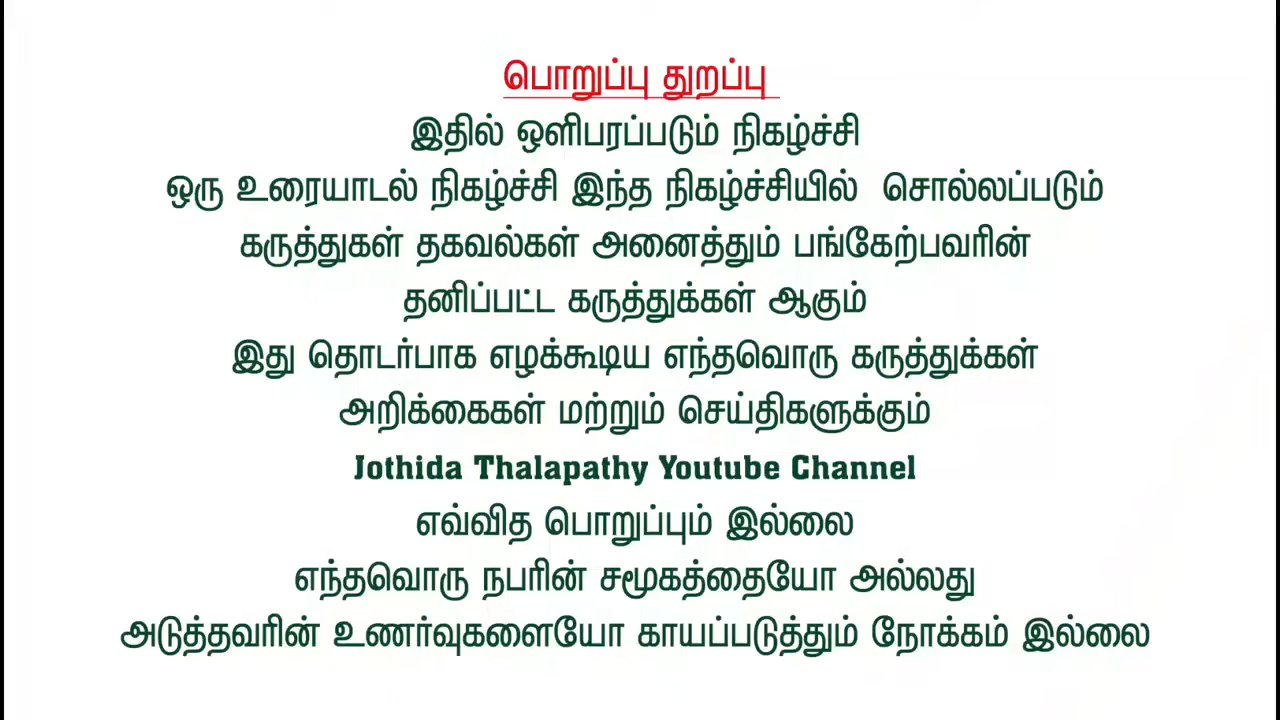 பொறுப்பு துறப்பு
இதில் ஒளிபரப்படும் நிகழ்ச்சி
ஒரு உரையாடல் நிகழ்ச்சி இந்த நிகழ்ச்சியில் சொல்லப்படும்
கருத்துகள் தகவல்கள் அனைத்தும் பங்கேற்பவரின்
தனிப்பட்ட கருத்துக்கள் ஆகும்
இது தொடர்பாக எழக்கூடிய எந்தவொரு கருத்துக்கள்
அறிக்கைகள் மற்றும் செய்திகளுக்கும்
Jothida Thalapathy Youtube Channel
எவ்வித பொறுப்பும் இல்லை
எந்தவொரு நபரின் சமூகத்தையோ அல்லது
அடுத்தவரின் உணர்வுகளையோ காயப்படுத்தும் நோக்கம் இல்லை